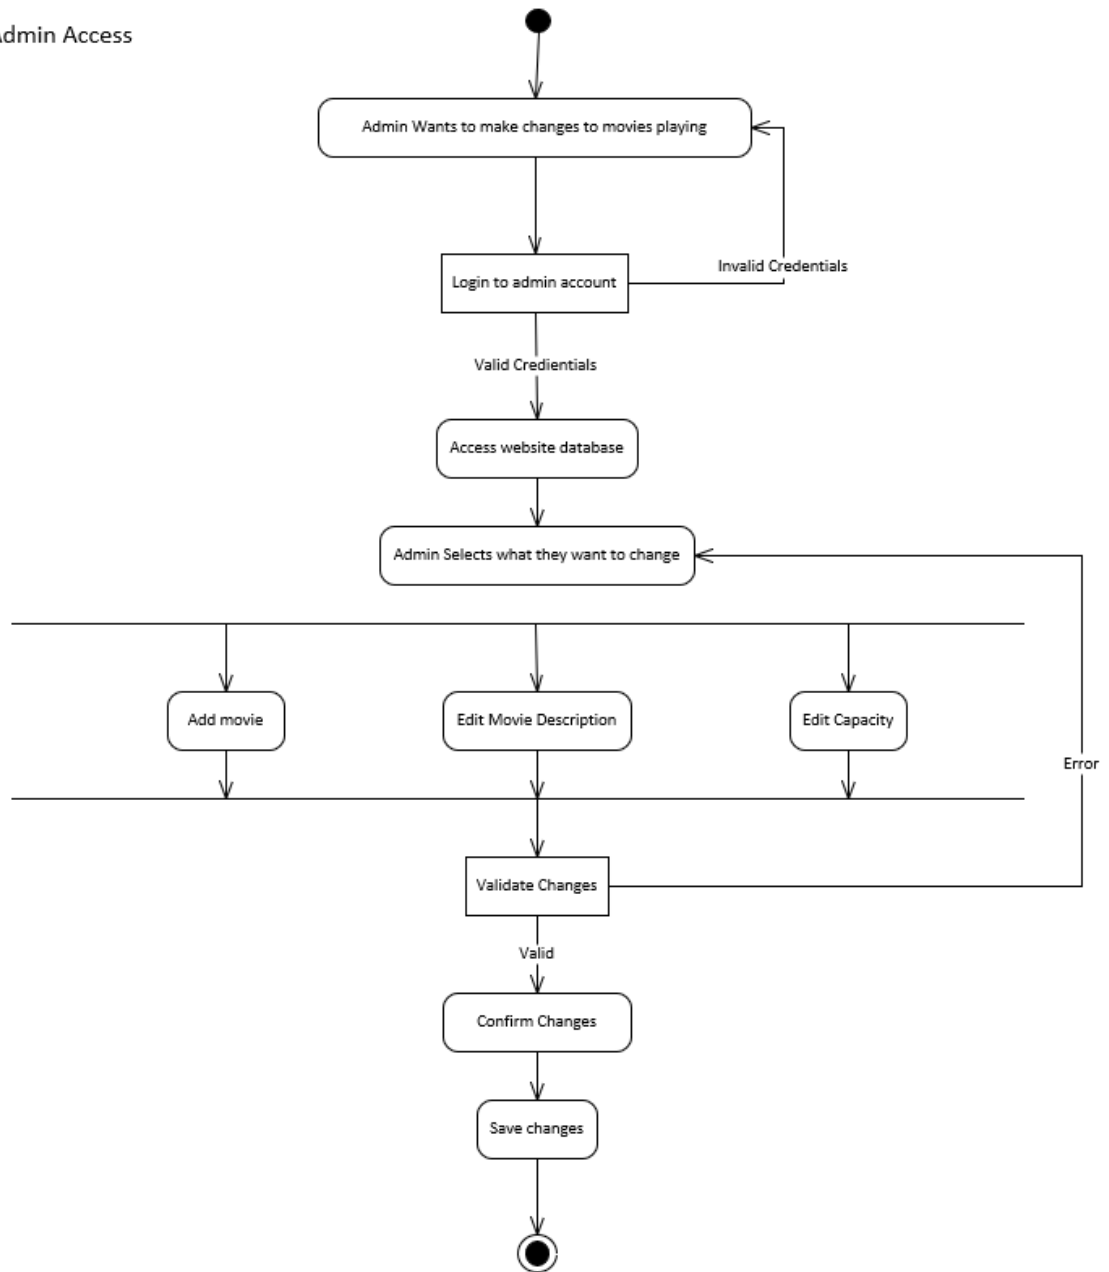 Admin Access
Admin Wants to make changes to movies playing
Login to admin account
Invalid Credentials
Valid Credientials
Access website database
Admin Selects what they want to change
Add movie
Edit Movie Description
Edit Capacity
Error
Validate Changes
Valid
Confirm Changes
Save changes